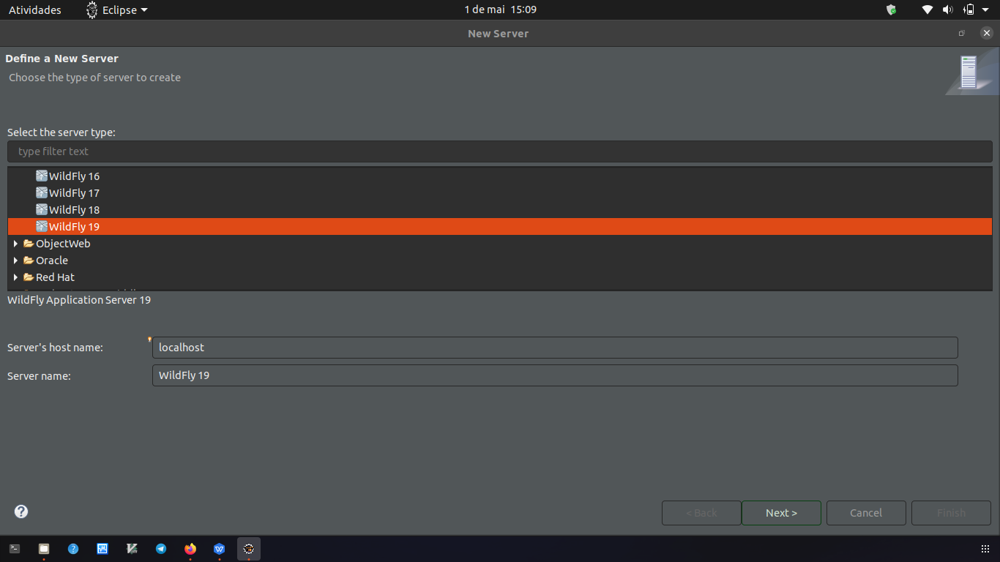 Atividades Eclipse 1 de mai 15:09
New Server
Define a New Server
Choose the type of server to create
Select the server type:
type filter text
WildFly 16
WildFly 17
WildFly 18
WildFly 19
ObjectWeb
Oracle
Red Hat
WildFly Application Server 19
Server's host name: localhost
Server name: WildFly 19
? < Back Next > Cancel Finish